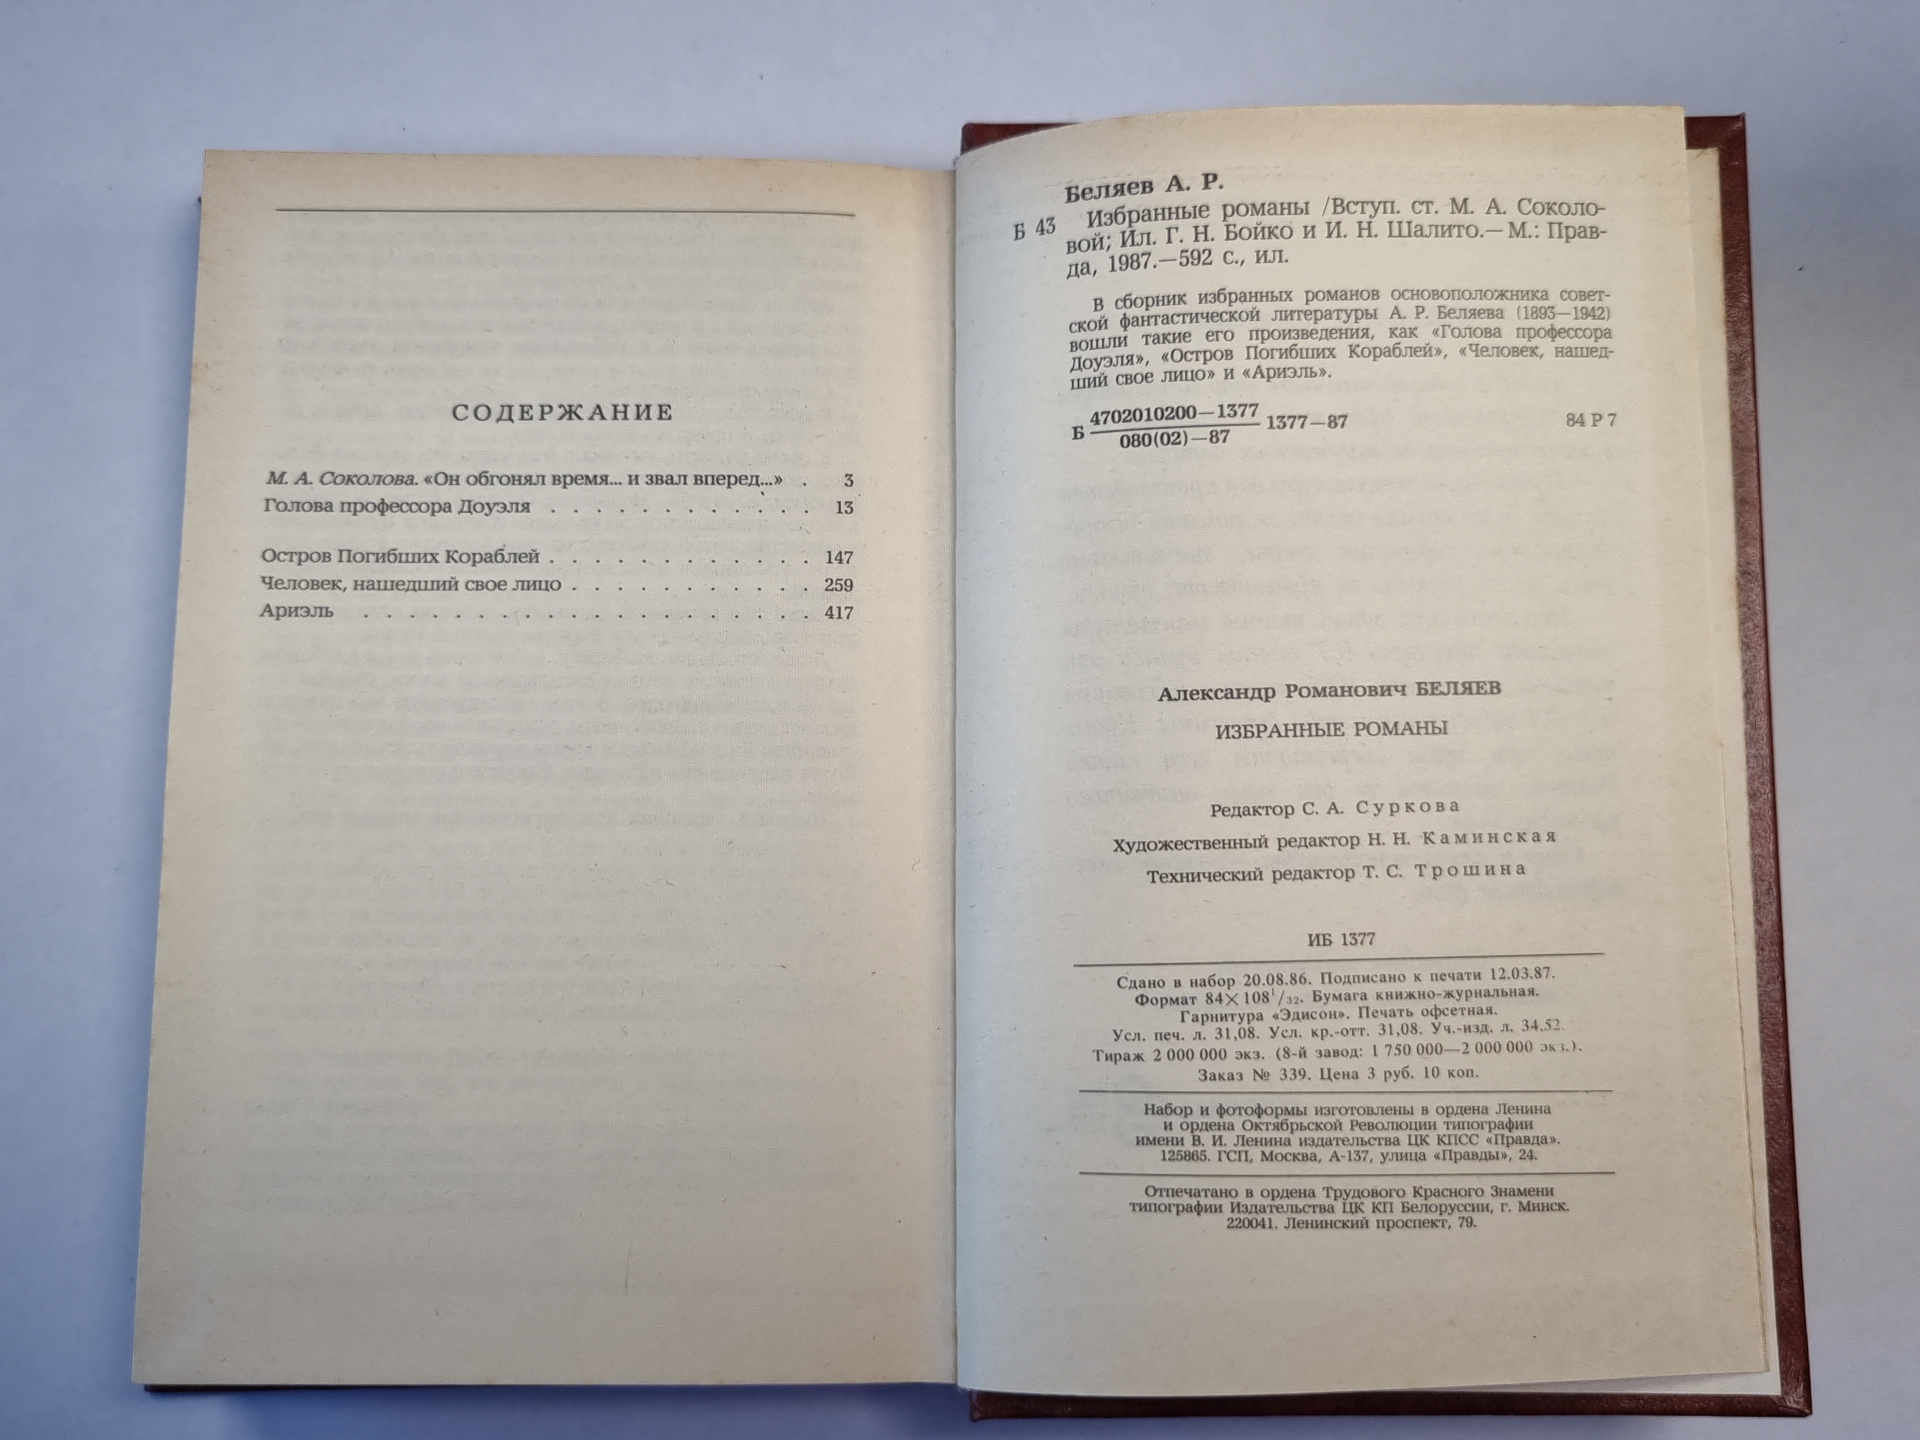 СОДЕРЖАНИЕ
М. А. Соколова. «Он обгонял время... и звал вперед...» . 3
Голова профессора Доуэля . . . . . . . . . . . . 13
Остров Погибших Кораблей . . . . . . . . . . . . 147
Человек, нашедший свое лицо . . . . . . . . . . . 259
Ариэль . . . . . . . . . . . . . . . . . . . . 417
Беляев А. Р.
Б 43 Избранные романы /Вступ. ст. М. А. Соколо-
вой; Ил. Г. Н. Бойко и И. Н. Шалито.— М.: Прав-
да, 1987.—592 с., ил.
В сборник избранных романов основоположника совет-
ской фантастической литературы А. Р. Беляева (1893—1942)
вошли такие его произведения, как «Голова профессора
Доуэля», «Остров Погибших Кораблей», «Человек, нашед-
ший свое лицо» и «Ариэль».
Б 4702010200—1377 1377—87 84 Р 7
080(02)—87
Александр Романович БЕЛЯЕВ
ИЗБРАННЫЕ РОМАНЫ
Редактор С. А. Суркова
Художественный редактор Н. Н. Каминская
Технический редактор Т. С. Трошина
ИБ 1377
Сдано в набор 20.08.86. Подписано к печати 12.03.87.
Формат 84×108¹/₃₂. Бумага книжно-журнальная.
Гарнитура «Эдисон». Печать офсетная.
Усл. печ. л. 31,08. Усл. кр.-отт. 31,08. Уч.-изд. л. 34,52.
Тираж 2 000 000 экз. (8-й завод: 1 750 000—2 000 000 экз.).
Заказ № 339. Цена 3 руб. 10 коп.
Набор и фотоформы изготовлены в ордена Ленина
и ордена Октябрьской Революции типографии
имени В. И. Ленина издательства ЦК КПСС «Правда».
125865. ГСП, Москва, А-137, улица «Правды», 24.
Отпечатано в ордена Трудового Красного Знамени
типографии Издательства ЦК КП Белоруссии, г. Минск.
220041. Ленинский проспект, 79.